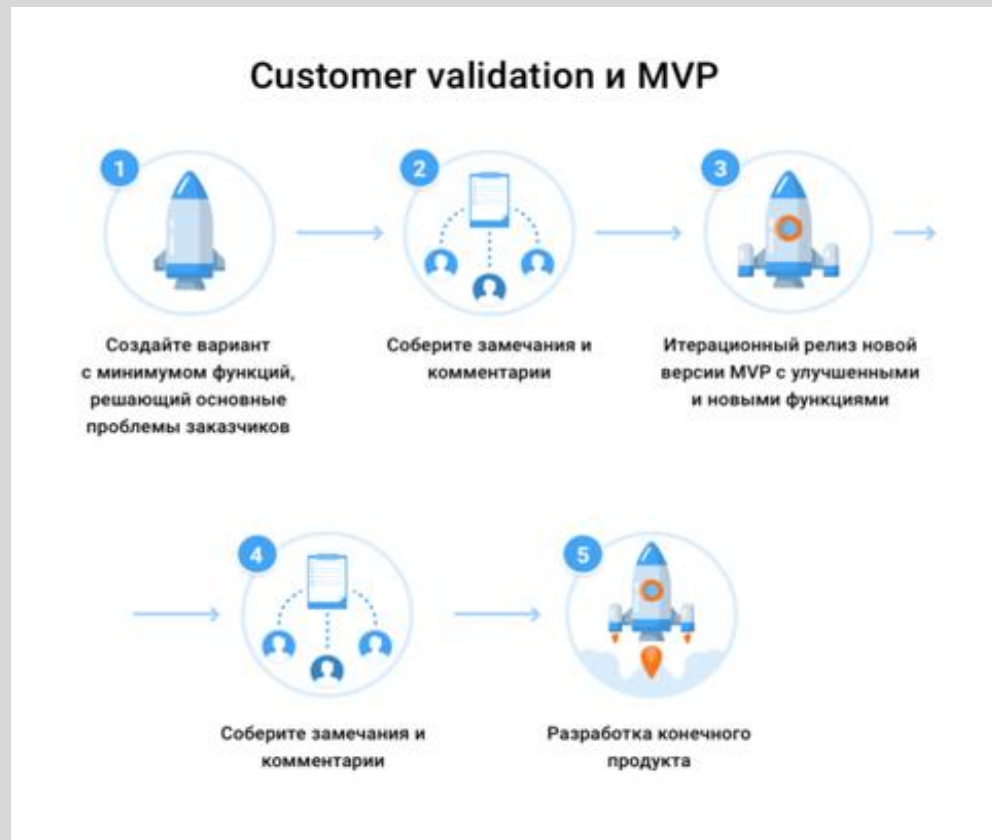 Customer validation и MVP
1
2
3
Создайте вариант
с минимумом функций,
решающий основные
проблемы заказчиков
Соберите замечания и
комментарии
Итерационный релиз новой
версии MVP с улучшенными
и новыми функциями
4
5
Соберите замечания и
комментарии
Разработка конечного
продукта